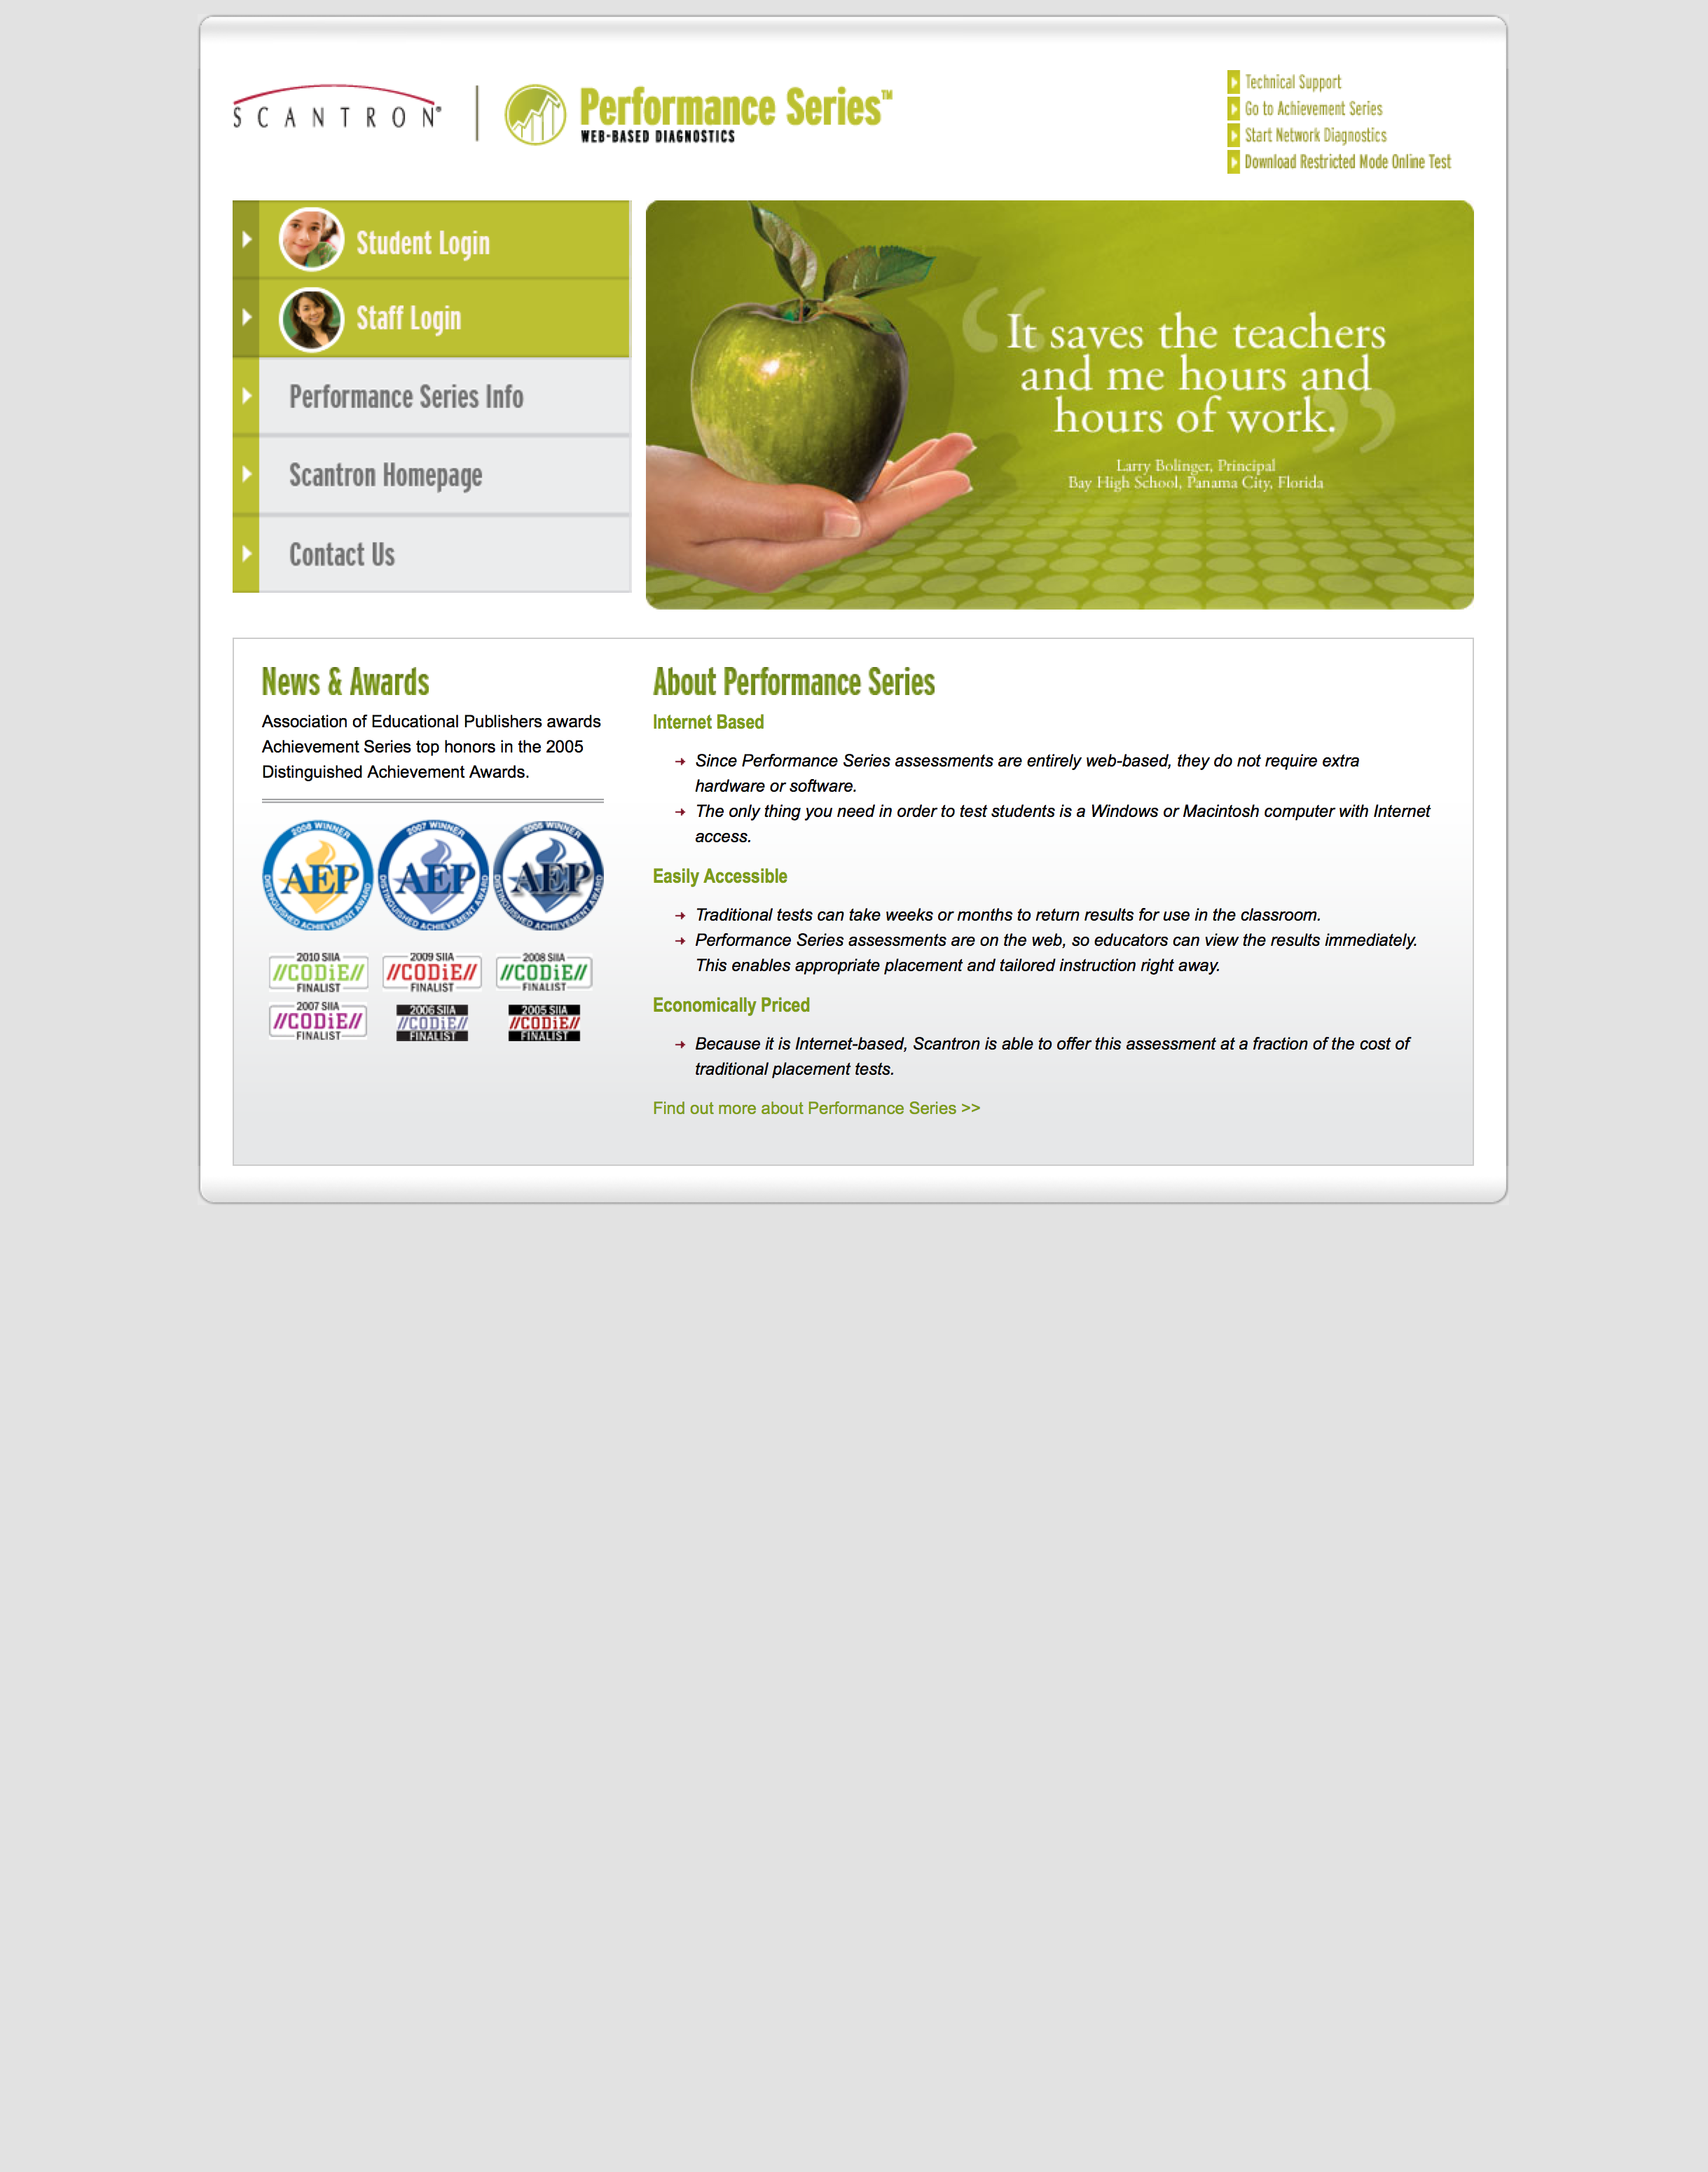 SCANTRON®
Performance Series™
WEB-BASED DIAGNOSTICS
Technical Support
Go to Achievement Series
Start Network Diagnostics
Download Restricted Mode Online Test
Student Login
Staff Login
Performance Series Info
Scantron Homepage
Contact Us
“It saves the teachers
and me hours and
hours of work.”
Larry Bolinger, Principal
Bay High School, Panama City, Florida
News & Awards
Association of Educational Publishers awards
Achievement Series top honors in the 2005
Distinguished Achievement Awards.
2008 WINNER
AEP
DISTINGUISHED ACHIEVEMENT AWARD
2007 WINNER
AEP
DISTINGUISHED ACHIEVEMENT AWARD
WINNER
AEP
DISTINGUISHED ACHIEVEMENT AWARD
2010 SIIA
//CODiE//
FINALIST
2009 SIIA
//CODiE//
FINALIST
2008 SIIA
//CODiE//
FINALIST
2007 SIIA
//CODiE//
FINALIST
2006 SIIA
//CODiE//
FINALIST
2005 SIIA
//CODiE//
FINALIST
About Performance Series
Internet Based
Since Performance Series assessments are entirely web-based, they do not require extra
hardware or software.
The only thing you need in order to test students is a Windows or Macintosh computer with Internet
access.
Easily Accessible
Traditional tests can take weeks or months to return results for use in the classroom.
Performance Series assessments are on the web, so educators can view the results immediately.
This enables appropriate placement and tailored instruction right away.
Economically Priced
Because it is Internet-based, Scantron is able to offer this assessment at a fraction of the cost of
traditional placement tests.
Find out more about Performance Series >>